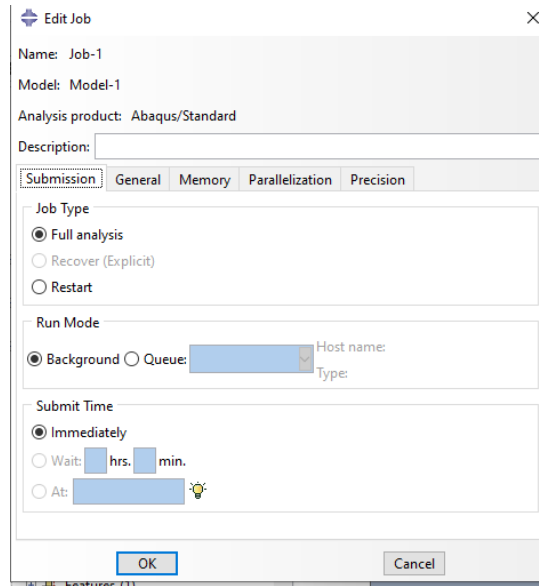 Edit Job
Name: Job-1
Model: Model-1
Analysis product: Abaqus/Standard
Description:
Submission General Memory Parallelization Precision
Job Type
Full analysis
Recover (Explicit)
Restart
Run Mode
Background Queue: Host name:
Type:
Submit Time
Immediately
Wait: hrs. min.
At:
OK Cancel
Features (1)